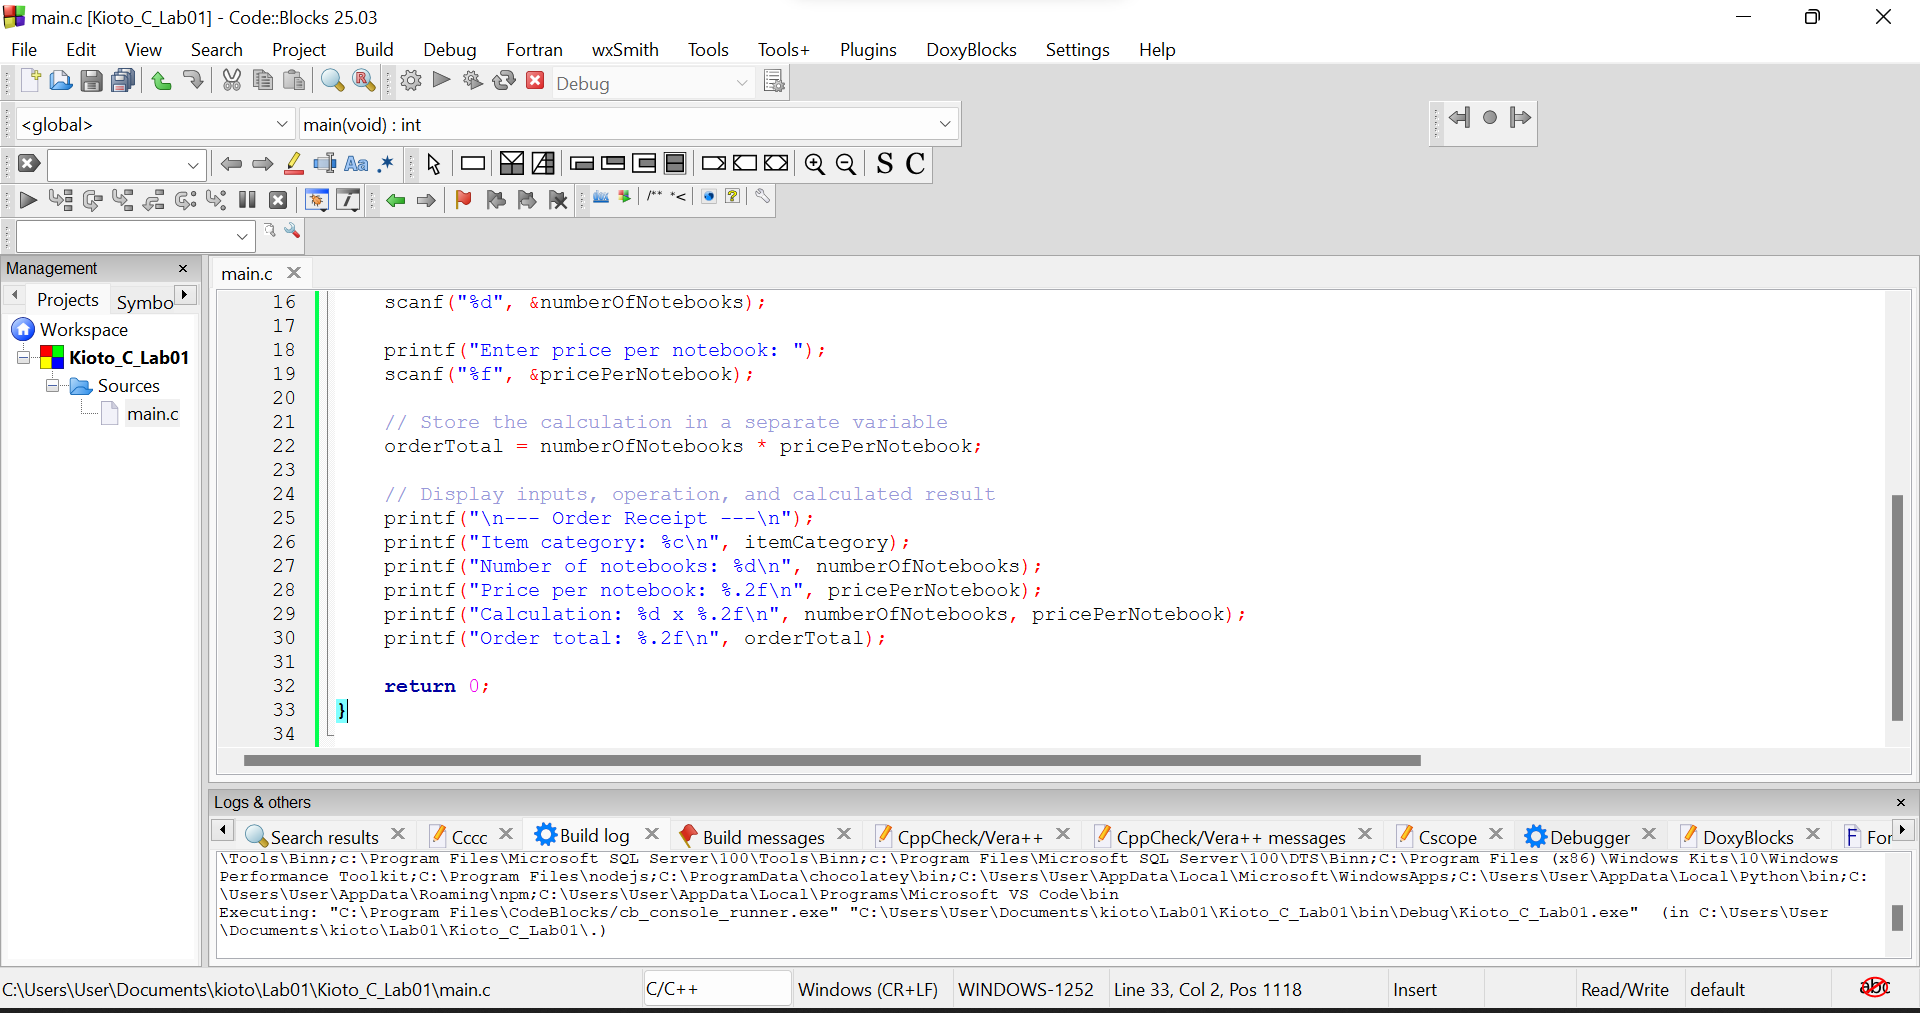 main.c [Kioto_C_Lab01] - Code::Blocks 25.03
File Edit View Search Project Build Debug Fortran wxSmith Tools Tools+ Plugins DoxyBlocks Settings Help
Debug
<global> main(void) : int
S C
/** *<
Management
main.c
Projects Symbo
Workspace
Kioto_C_Lab01
Sources
main.c
16 scanf("%d", &numberOfNotebooks);
17
18 printf("Enter price per notebook: ");
19 scanf("%f", &pricePerNotebook);
20
21 // Store the calculation in a separate variable
22 orderTotal = numberOfNotebooks * pricePerNotebook;
23
24 // Display inputs, operation, and calculated result
25 printf("\n--- Order Receipt ---\n");
26 printf("Item category: %c\n", itemCategory);
27 printf("Number of notebooks: %d\n", numberOfNotebooks);
28 printf("Price per notebook: %.2f\n", pricePerNotebook);
29 printf("Calculation: %d x %.2f\n", numberOfNotebooks, pricePerNotebook);
30 printf("Order total: %.2f\n", orderTotal);
31
32 return 0;
33 }
34
Logs & others
Search results Cccc Build log Build messages CppCheck/Vera++ CppCheck/Vera++ messages Cscope Debugger DoxyBlocks For
\Tools\Binn;c:\Program Files\Microsoft SQL Server\100\Tools\Binn;c:\Program Files\Microsoft SQL Server\100\DTS\Binn;C:\Program Files (x86)\Windows Kits\10\Windows
Performance Toolkit;C:\Program Files\nodejs;C:\ProgramData\chocolatey\bin;C:\Users\User\AppData\Local\Microsoft\WindowsApps;C:\Users\User\AppData\Local\Python\bin;C:
\Users\User\AppData\Roaming\npm;C:\Users\User\AppData\Local\Programs\Microsoft VS Code\bin
Executing: "C:\Program Files\CodeBlocks/cb_console_runner.exe" "C:\Users\User\Documents\kioto\Lab01\Kioto_C_Lab01\bin\Debug\Kioto_C_Lab01.exe" (in C:\Users\User
\Documents\kioto\Lab01\Kioto_C_Lab01\.)
C:\Users\User\Documents\kioto\Lab01\Kioto_C_Lab01\main.c C/C++ Windows (CR+LF) WINDOWS-1252 Line 33, Col 2, Pos 1118 Insert Read/Write default abc